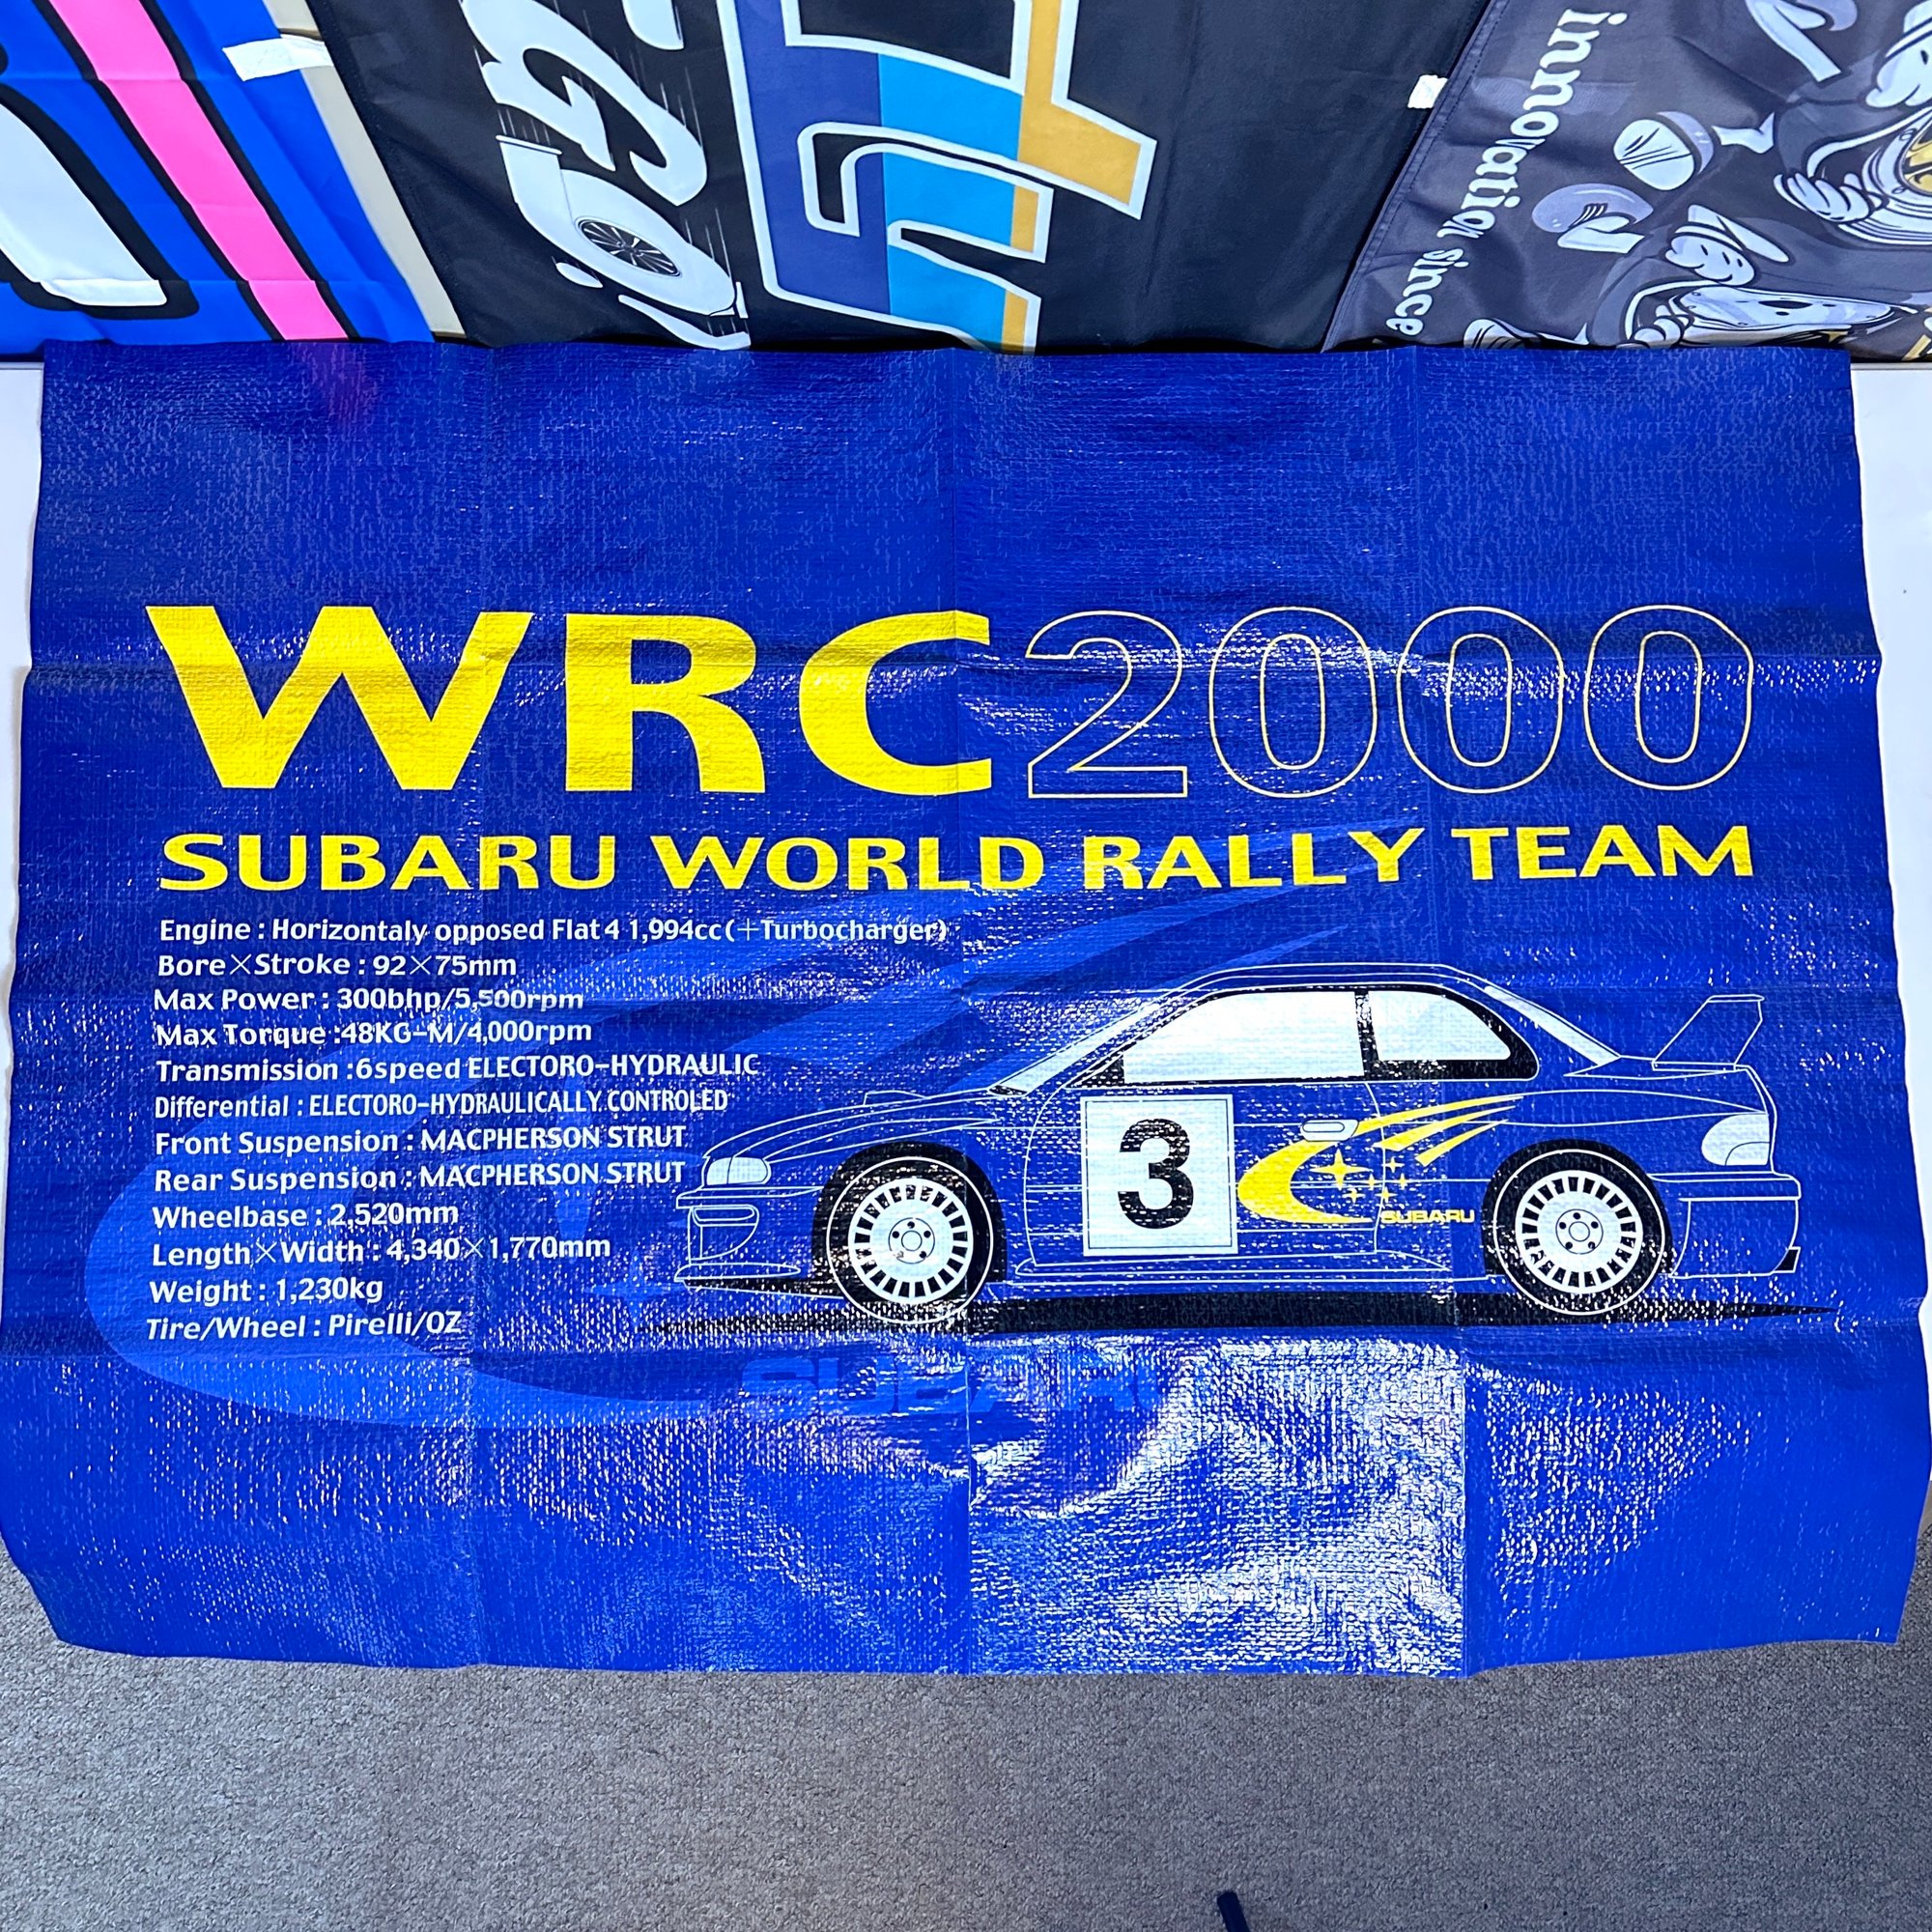 innovation since
WRC2000
SUBARU WORLD RALLY TEAM
Engine : Horizontaly opposed Flat 4 1,994cc(+Turbocharger)
Bore×Stroke : 92×75mm
Max Power : 300bhp/5,500rpm
Max Torque :48KG-M/4,000rpm
Transmission :6speed ELECTORO-HYDRAULIC
Differential : ELECTORO-HYDRAULICALLY CONTROLED
Front Suspension : MACPHERSON STRUT
Rear Suspension : MACPHERSON STRUT
Wheelbase : 2,520mm
Length×Width : 4,340×1,770mm
Weight : 1,230kg
Tire/Wheel : Pirelli/OZ
3
SUBARU
SUBARU